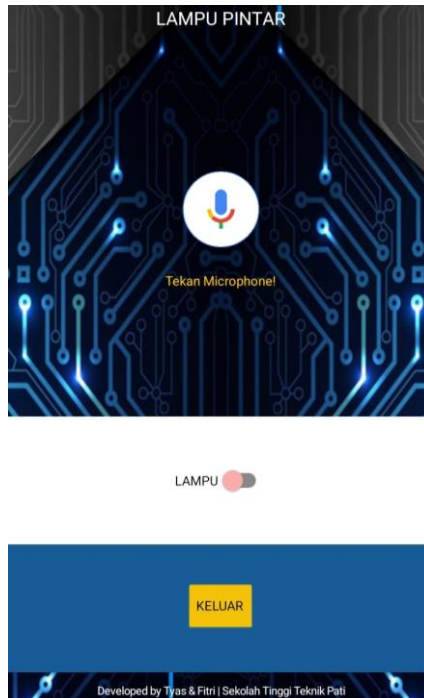 LAMPU PINTAR
Tekan Microphone!
LAMPU
KELUAR
Developed by Tyas & Fitri | Sekolah Tinggi Teknik Pati